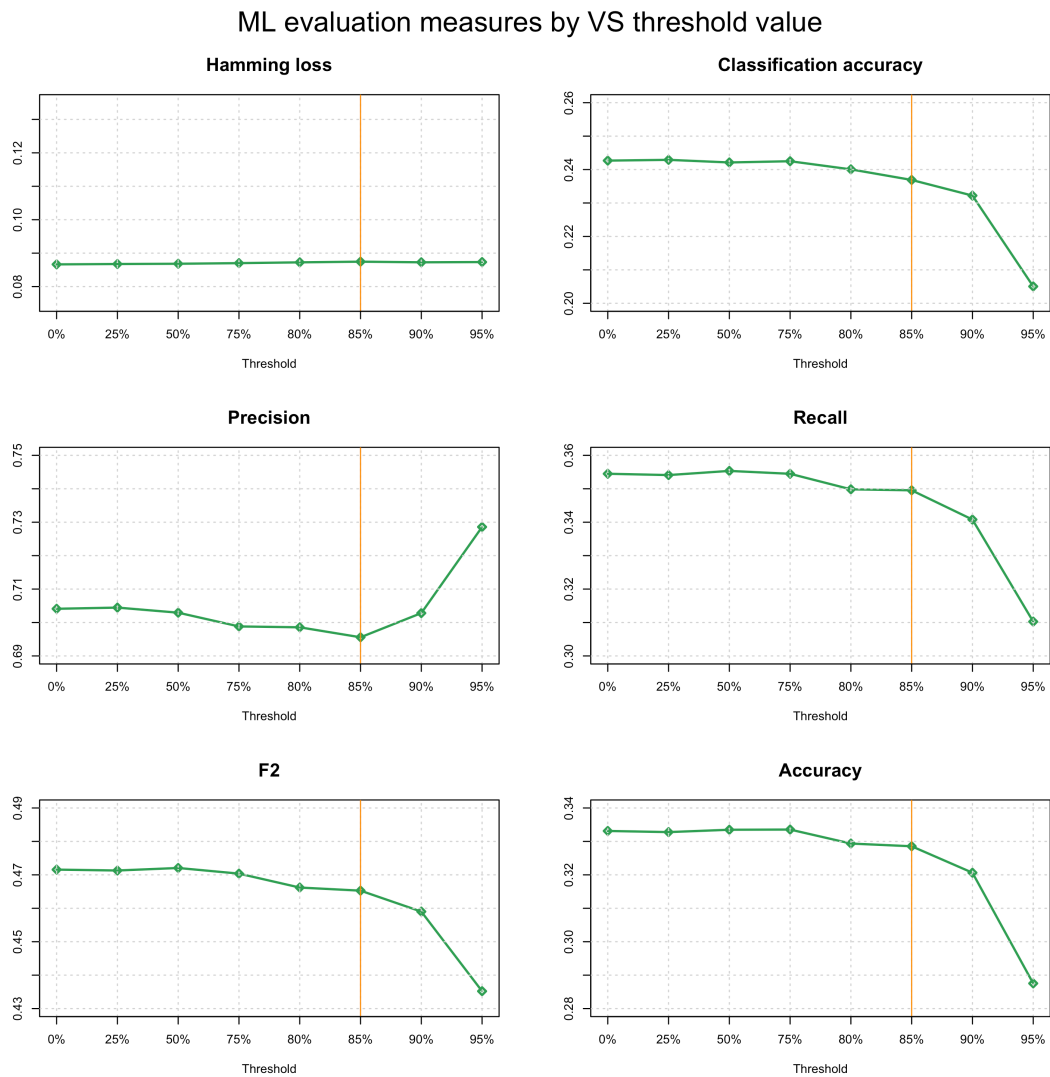 ML evaluation measures by VS threshold value
Hamming loss
0.12
0.10
0.08
0% 25% 50% 75% 80% 85% 90% 95%
Threshold
Classification accuracy
0.26
0.24
0.22
0.20
0% 25% 50% 75% 80% 85% 90% 95%
Threshold
Precision
0.75
0.73
0.71
0.69
0% 25% 50% 75% 80% 85% 90% 95%
Threshold
Recall
0.36
0.34
0.32
0.30
0% 25% 50% 75% 80% 85% 90% 95%
Threshold
F2
0.49
0.47
0.45
0.43
0% 25% 50% 75% 80% 85% 90% 95%
Threshold
Accuracy
0.34
0.32
0.30
0.28
0% 25% 50% 75% 80% 85% 90% 95%
Threshold